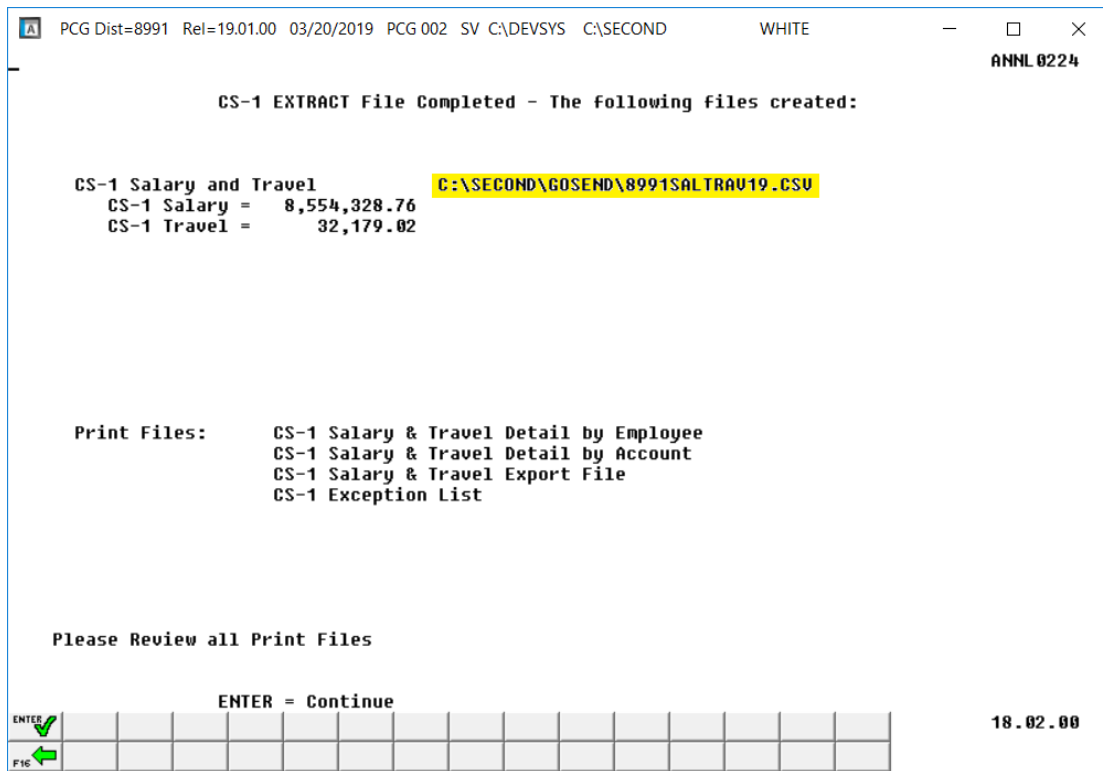 A PCG Dist=8991 Rel=19.01.00 03/20/2019 PCG 002 SV C:\DEVSYS C:\SECOND WHITE
ANNL0224
CS-1 EXTRACT File Completed - The following files created:
CS-1 Salary and Travel C:\SECOND\GOSEND\8991SALTRAV19.CSV
CS-1 Salary = 8,554,328.76
CS-1 Travel = 32,179.02
Print Files: CS-1 Salary & Travel Detail by Employee
CS-1 Salary & Travel Detail by Account
CS-1 Salary & Travel Export File
CS-1 Exception List
Please Review all Print Files
ENTER = Continue
ENTER 18.02.00
F16